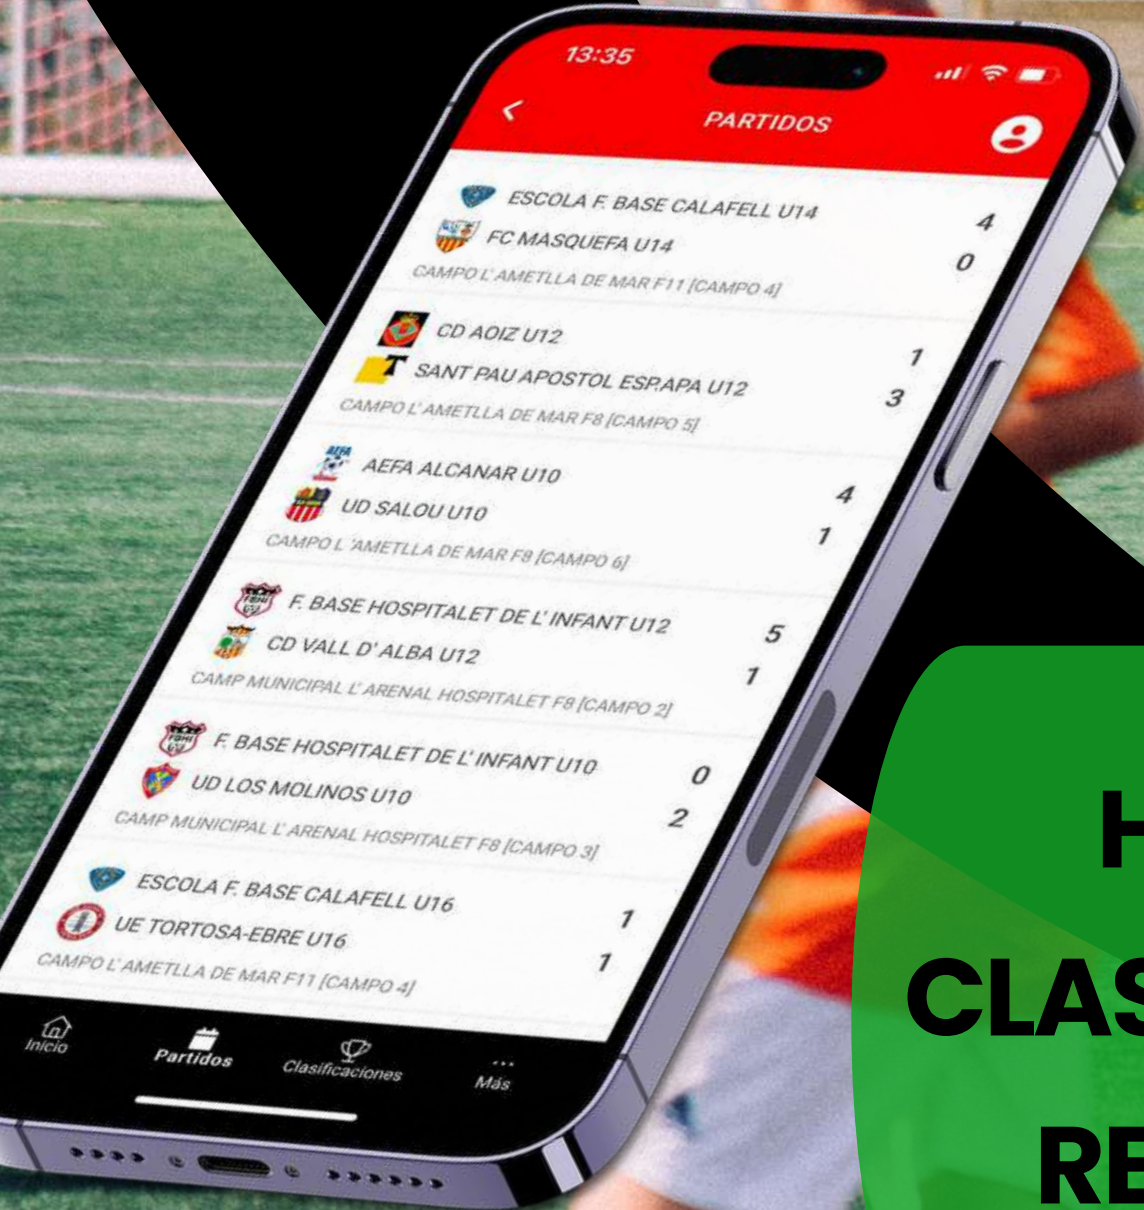 13:35
PARTIDOS
ESCOLA F. BASE CALAFELL U14 4
FC MASQUEFA U14 0
CAMPO L' AMETLLA DE MAR F11 [CAMPO 4]
CD AOIZ U12 1
SANT PAU APOSTOL ESP.APA U12 3
CAMPO L' AMETLLA DE MAR F8 [CAMPO 5]
AEFA ALCANAR U10 4
UD SALOU U10 1
CAMPO L 'AMETLLA DE MAR F8 [CAMPO 6]
F. BASE HOSPITALET DE L' INFANT U12 5
CD VALL D' ALBA U12 1
CAMP MUNICIPAL L' ARENAL HOSPITALET F8 [CAMPO 2]
F. BASE HOSPITALET DE L' INFANT U10 0
UD LOS MOLINOS U10 2
CAMP MUNICIPAL L' ARENAL HOSPITALET F8 [CAMPO 3]
ESCOLA F. BASE CALAFELL U16 1
UE TORTOSA-EBRE U16 1
CAMPO L' AMETLLA DE MAR F11 [CAMPO 4]
Inicio Partidos Clasificaciones Más
H
CLAS
RE